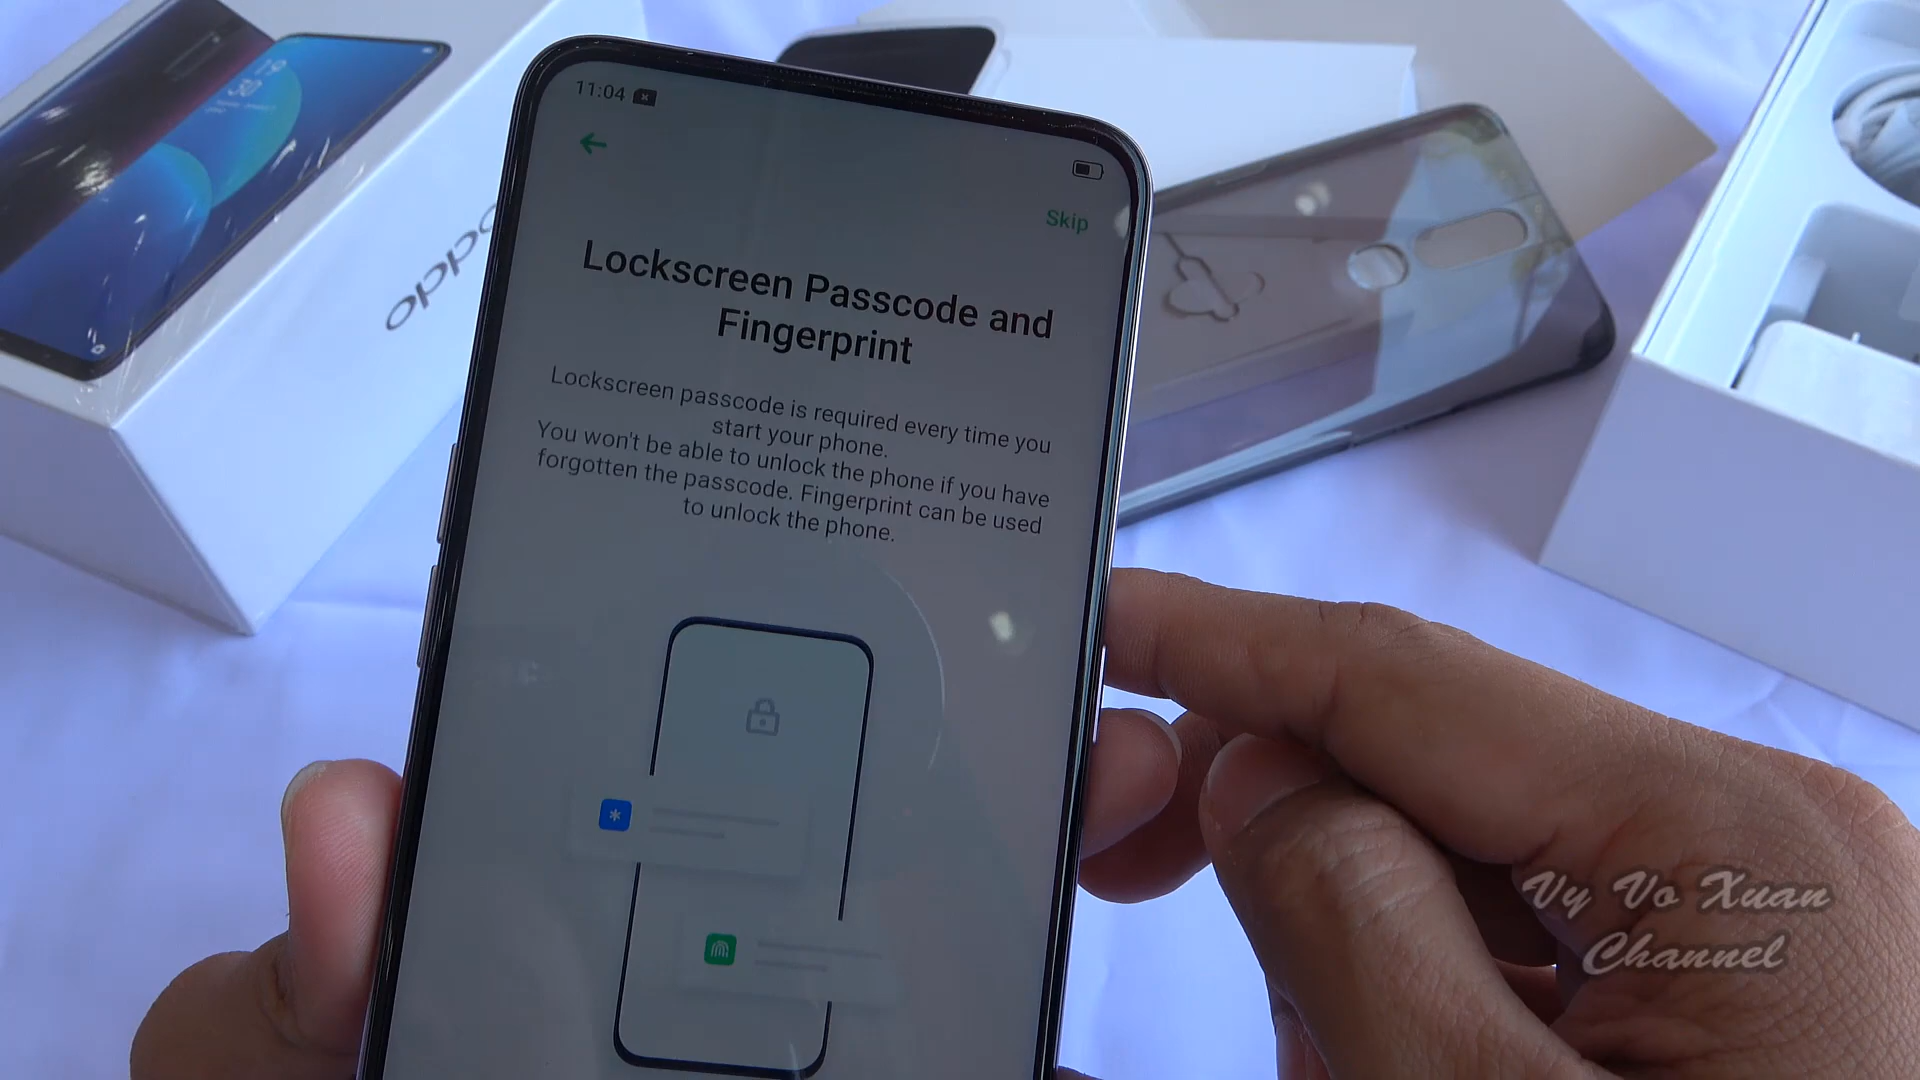 11:04
Skip
Lockscreen Passcode and
Fingerprint
Lockscreen passcode is required every time you
start your phone.
You won't be able to unlock the phone if you have
forgotten the passcode. Fingerprint can be used
to unlock the phone.
oppo
Vy Vo Xuan
Channel